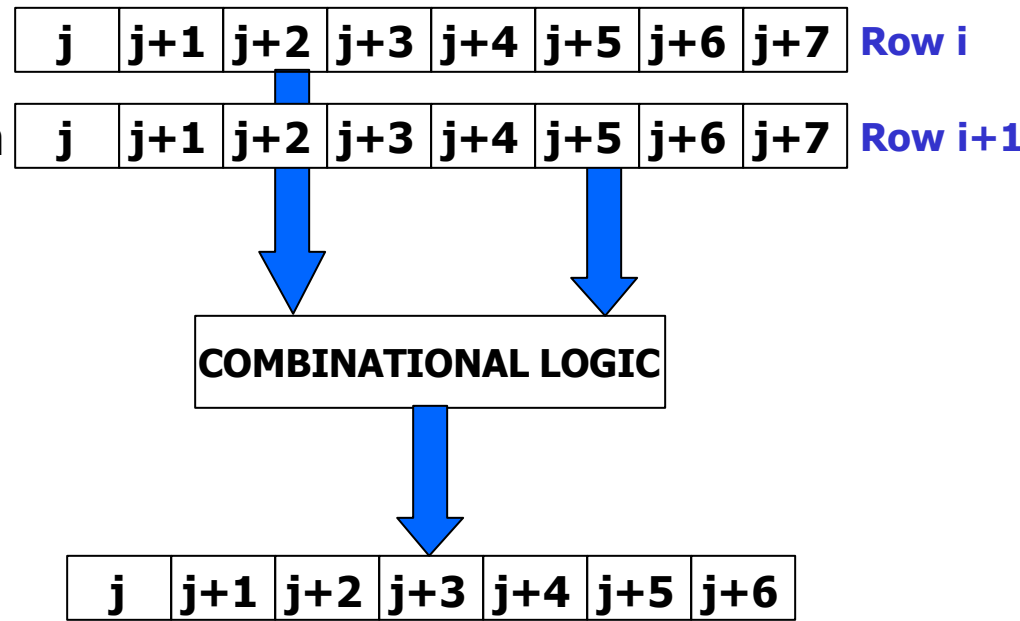 j j+1 j+2 j+3 j+4 j+5 j+6 j+7 Row i
j j+1 j+2 j+3 j+4 j+5 j+6 j+7 Row i+1
COMBINATIONAL LOGIC
j j+1 j+2 j+3 j+4 j+5 j+6